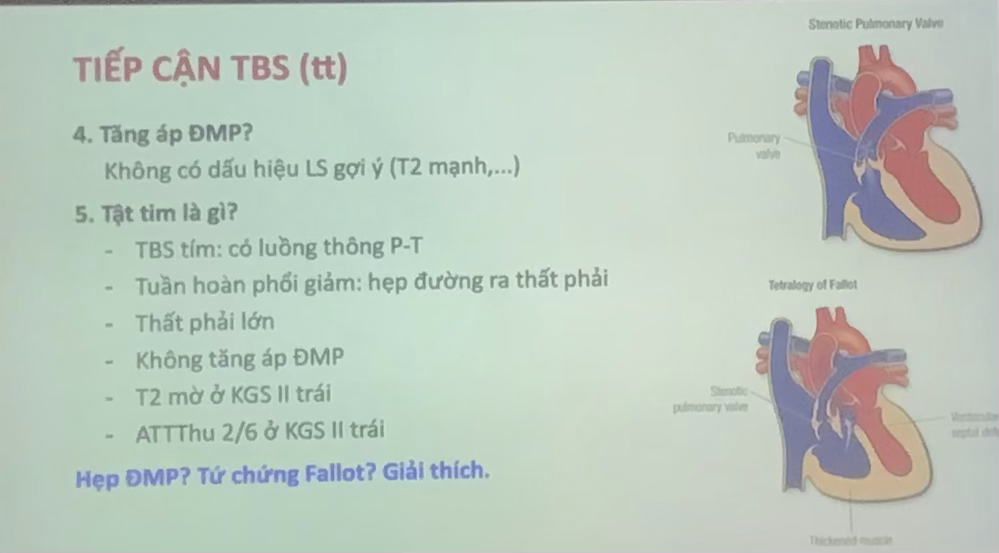 TIẾP CẬN TBS (tt)
4. Tăng áp ĐMP?
Không có dấu hiệu LS gợi ý (T2 mạnh,...)
5. Tật tim là gì?
- TBS tím: có luồng thông P-T
- Tuần hoàn phổi giảm: hẹp đường ra thất phải
- Thất phải lớn
- Không tăng áp ĐMP
- T2 mờ ở KGS II trái
- ATTThu 2/6 ở KGS II trái
Hẹp ĐMP? Tứ chứng Fallot? Giải thích.
Stenotic Pulmonary Valve
Pulmonary
valve
Tetralogy of Fallot
Stenotic
pulmonary valve
Ventricular
septal
Thickened muscle